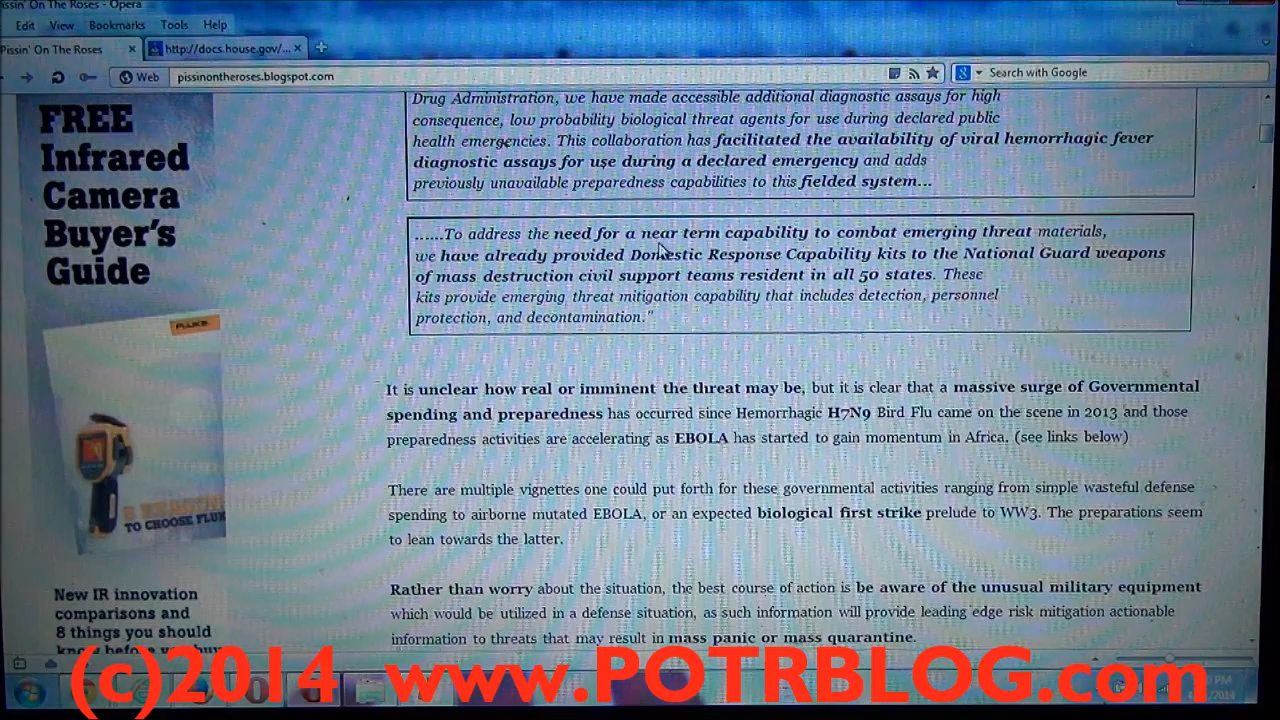 Pissin' On The Roses - Opera
Edit View Bookmarks Tools Help
Pissin' On The Roses
http://docs.house.gov/...
Web pissinontheroses.blogspot.com
Search with Google
FREE
Infrared
Camera
Buyer's
Guide
FLUKE
TO CHOOSE FLUK
New IR innovation
comparisons and
8 things you should
know before you buy
Drug Administration, we have made accessible additional diagnostic assays for high
consequence, low probability biological threat agents for use during declared public
health emergencies. This collaboration has facilitated the availability of viral hemorrhagic fever
diagnostic assays for use during a declared emergency and adds
previously unavailable preparedness capabilities to this fielded system...
......To address the need for a near term capability to combat emerging threat materials,
we have already provided Domestic Response Capability kits to the National Guard weapons
of mass destruction civil support teams resident in all 50 states. These
kits provide emerging threat mitigation capability that includes detection, personnel
protection, and decontamination."
It is unclear how real or imminent the threat may be, but it is clear that a massive surge of Governmental
spending and preparedness has occurred since Hemorrhagic H7N9 Bird Flu came on the scene in 2013 and those
preparedness activities are accelerating as EBOLA has started to gain momentum in Africa. (see links below)
There are multiple vignettes one could put forth for these governmental activities ranging from simple wasteful defense
spending to airborne mutated EBOLA, or an expected biological first strike prelude to WW3. The preparations seem
to lean towards the latter.
Rather than worry about the situation, the best course of action is be aware of the unusual military equipment
which would be utilized in a defense situation, as such information will provide leading edge risk mitigation actionable
information to threats that may result in mass panic or mass quarantine.
(c)2014 www.POTRBLOG.com